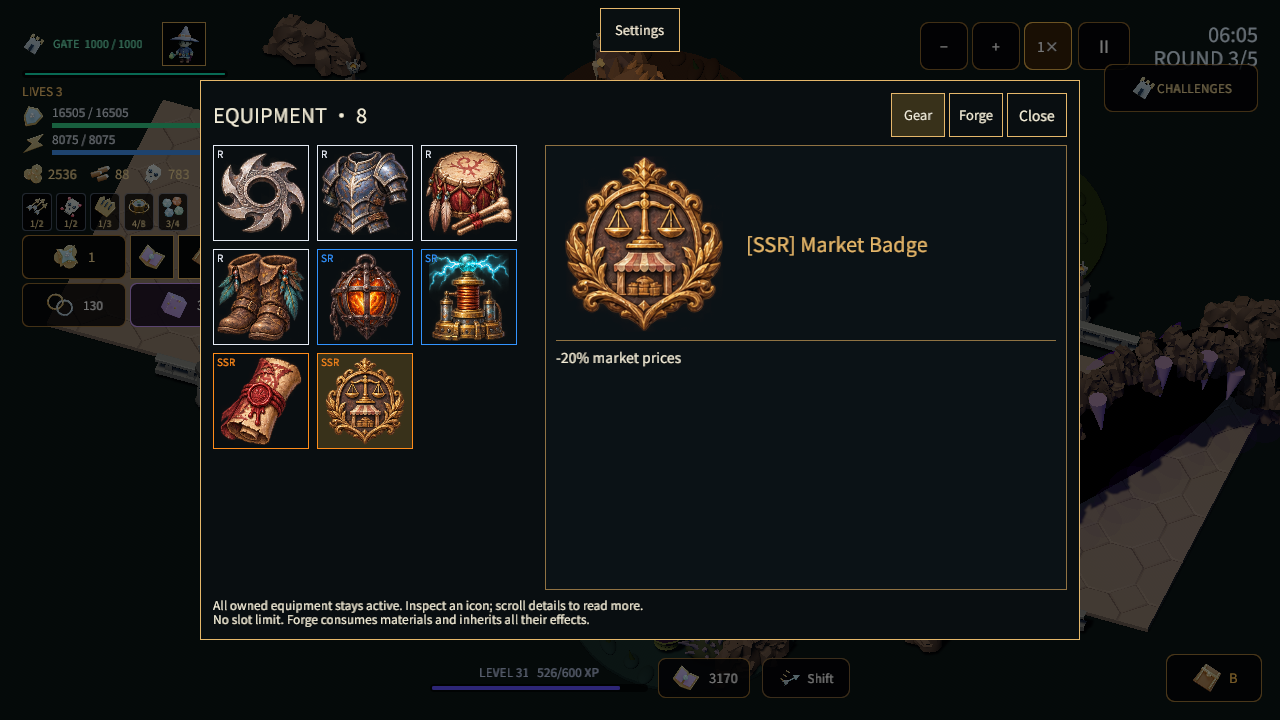 Settings
GATE 1000 / 1000
− + 1× II
06:05
ROUND 3/5
CHALLENGES
LIVES 3
16505 / 16505
8075 / 8075
2536 88 783
1/2 1/2 1/3 4/8 3/4
1
130
EQUIPMENT • 8
Gear Forge Close
R R R
R SR SR
SSR SSR
[SSR] Market Badge
-20% market prices
All owned equipment stays active. Inspect an icon; scroll details to read more.
No slot limit. Forge consumes materials and inherits all their effects.
LEVEL 31 526/600 XP
3170
Shift
B